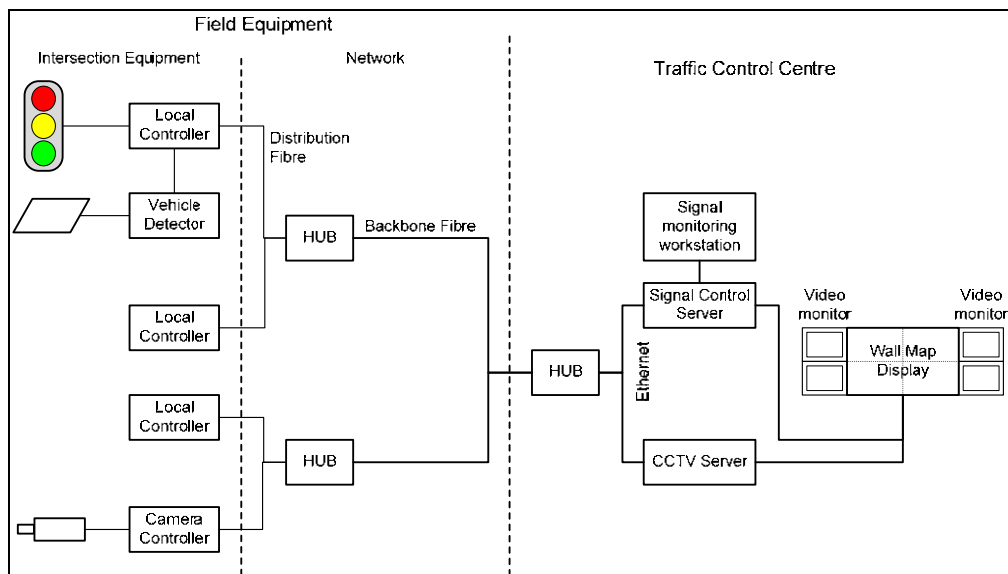 Field Equipment
Intersection Equipment
Network
Traffic Control Centre
Local
Controller
Distribution
Fibre
Vehicle
Detector
HUB
Backbone Fibre
Signal
monitoring
workstation
Local
Controller
Signal Control
Server
Video
monitor
Video
monitor
Wall Map
Display
HUB
Ethernet
Local
Controller
HUB
CCTV Server
Camera
Controller